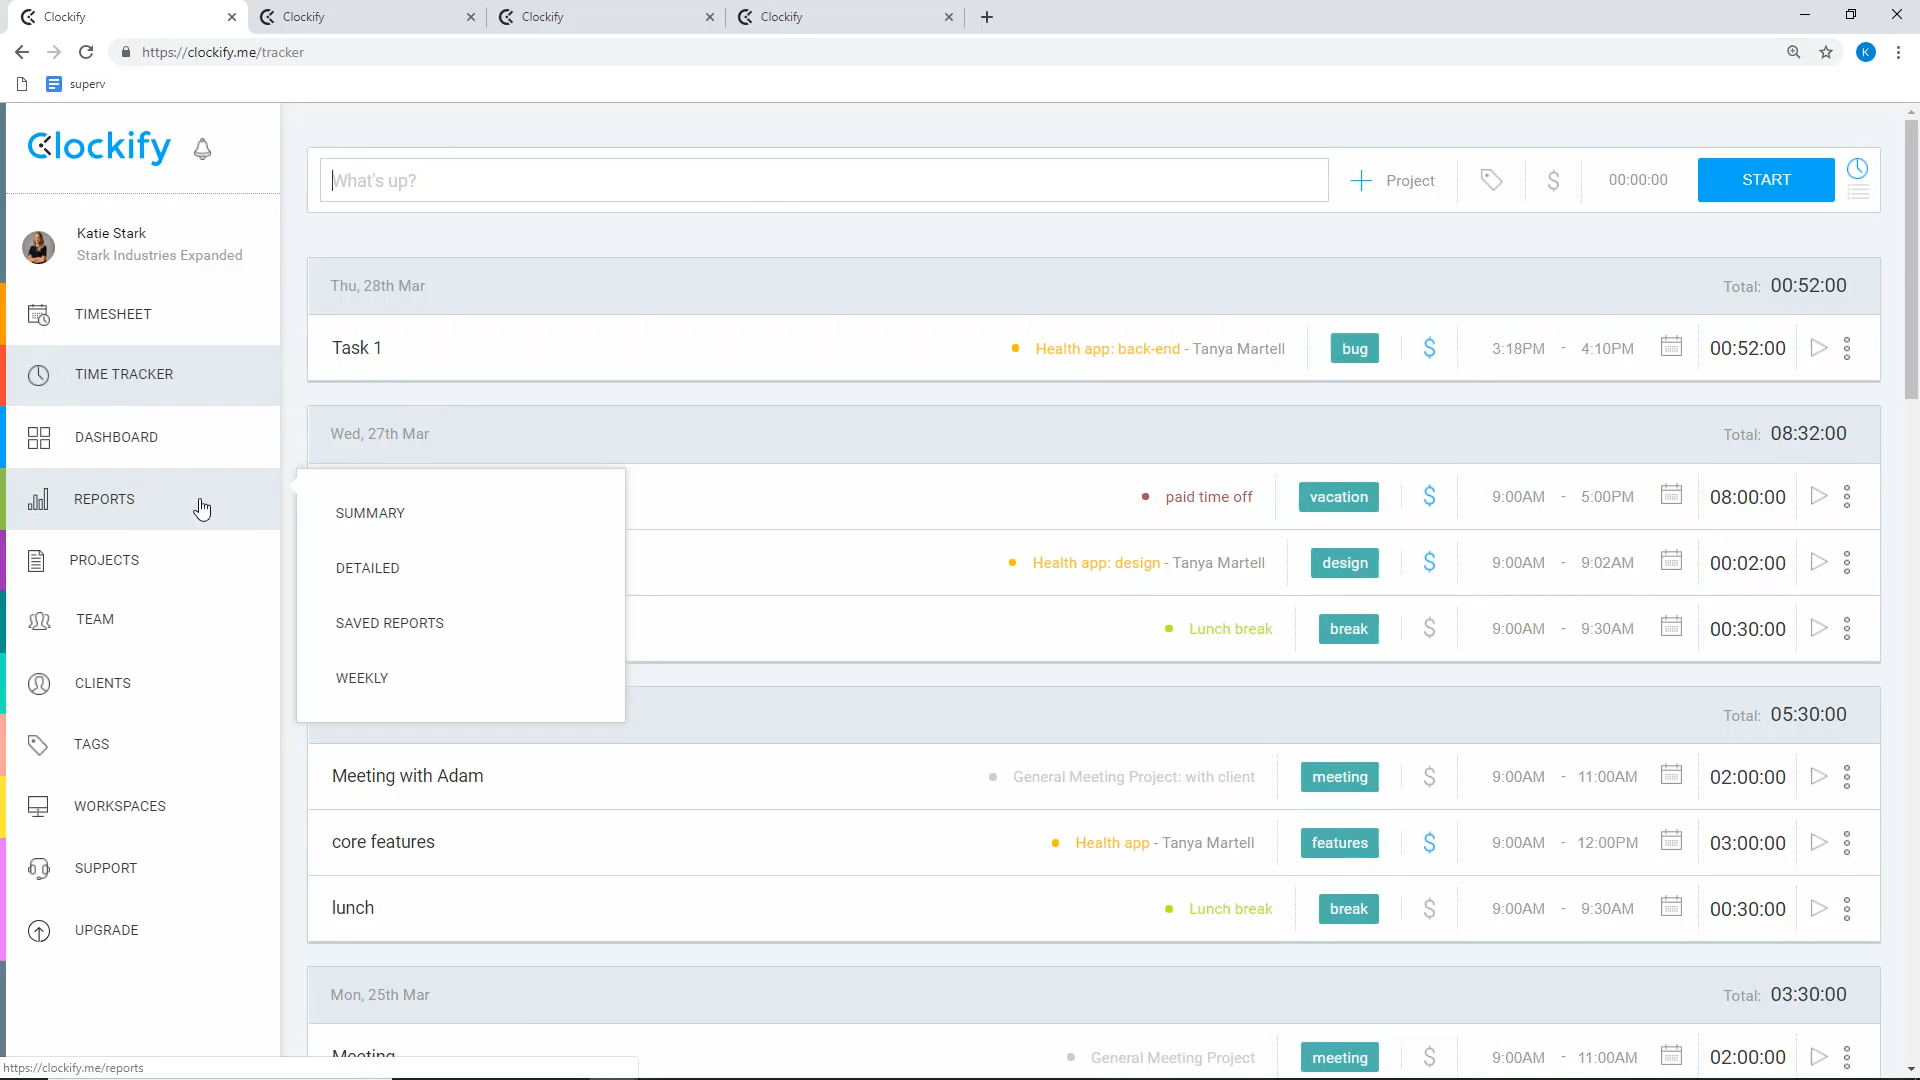 Clockify
Clockify
Clockify
Clockify
https://clockify.me/tracker
K
superv
Clockify
What's up?
Project
$
00:00:00
START
Katie Stark
Stark Industries Expanded
TIMESHEET
TIME TRACKER
DASHBOARD
REPORTS
PROJECTS
TEAM
CLIENTS
TAGS
WORKSPACES
SUPPORT
UPGRADE
SUMMARY
DETAILED
SAVED REPORTS
WEEKLY
Thu, 28th Mar Total: 00:52:00
Task 1 Health app: back-end - Tanya Martell bug $ 3:18PM - 4:10PM 00:52:00
Wed, 27th Mar Total: 08:32:00
paid time off vacation $ 9:00AM - 5:00PM 08:00:00
Health app: design - Tanya Martell design $ 9:00AM - 9:02AM 00:02:00
Lunch break break $ 9:00AM - 9:30AM 00:30:00
Total: 05:30:00
Meeting with Adam General Meeting Project: with client meeting $ 9:00AM - 11:00AM 02:00:00
core features Health app - Tanya Martell features $ 9:00AM - 12:00PM 03:00:00
lunch Lunch break break $ 9:00AM - 9:30AM 00:30:00
Mon, 25th Mar Total: 03:30:00
Meeting General Meeting Project meeting $ 9:00AM - 11:00AM 02:00:00
https://clockify.me/reports